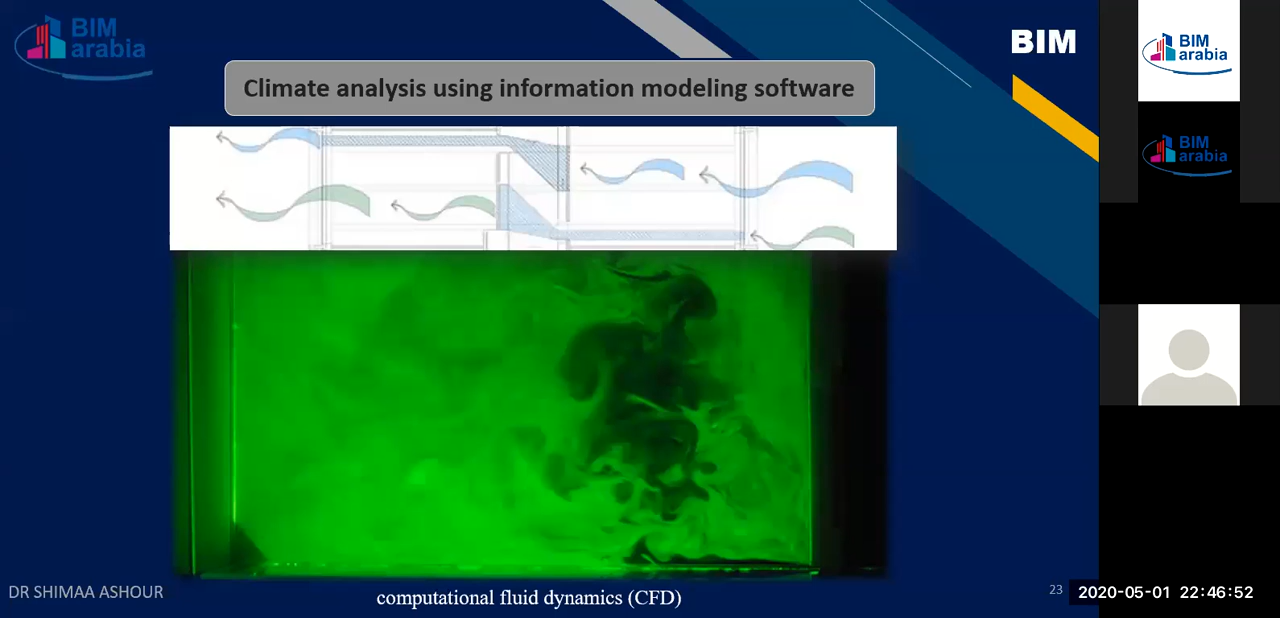 BIM
arabia
BIM
Climate analysis using information modeling software
DR SHIMAA ASHOUR
computational fluid dynamics (CFD)
23
2020-05-01 22:46:52
BIM
arabia
BIM
arabia